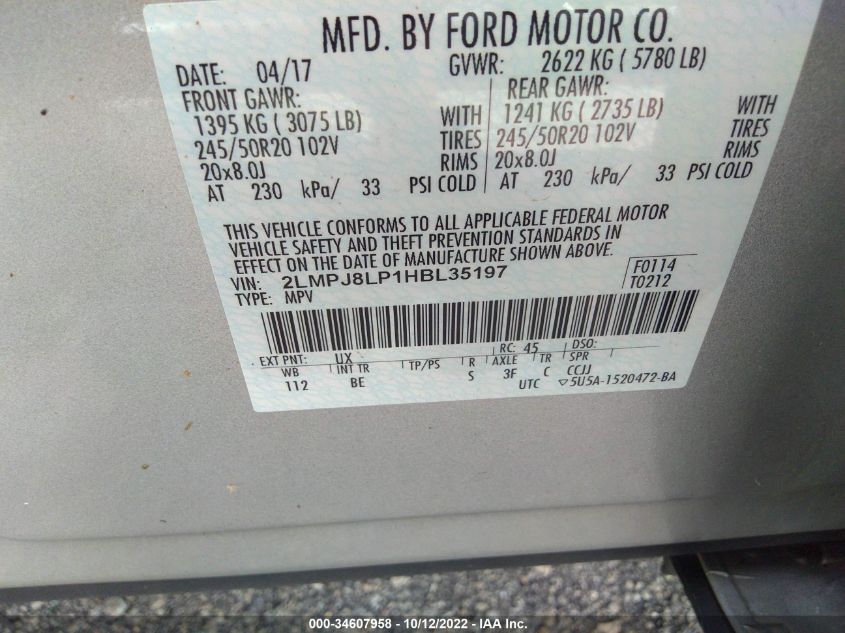 MFD. BY FORD MOTOR CO.
DATE: 04/17 GVWR: 2622 KG ( 5780 LB)
FRONT GAWR: REAR GAWR:
1395 KG ( 3075 LB) WITH 1241 KG ( 2735 LB) WITH
245/50R20 102V TIRES 245/50R20 102V TIRES
20x8.0J RIMS 20x8.0J RIMS
AT 230 kPa/ 33 PSI COLD AT 230 kPa/ 33 PSI COLD
THIS VEHICLE CONFORMS TO ALL APPLICABLE FEDERAL MOTOR
VEHICLE SAFETY AND THEFT PREVENTION STANDARDS IN
EFFECT ON THE DATE OF MANUFACTURE SHOWN ABOVE.
VIN: 2LMPJ8LP1HBL35197 F0114
TYPE: MPV T0212
EXT PNT: UX RC: 45 DSO:
WB INT TR TP/PS R AXLE TR SPR
112 BE S 3F C CCJJ
UTC ▽5U5A-1520472-BA
000-34607958 - 10/12/2022 - IAA Inc.